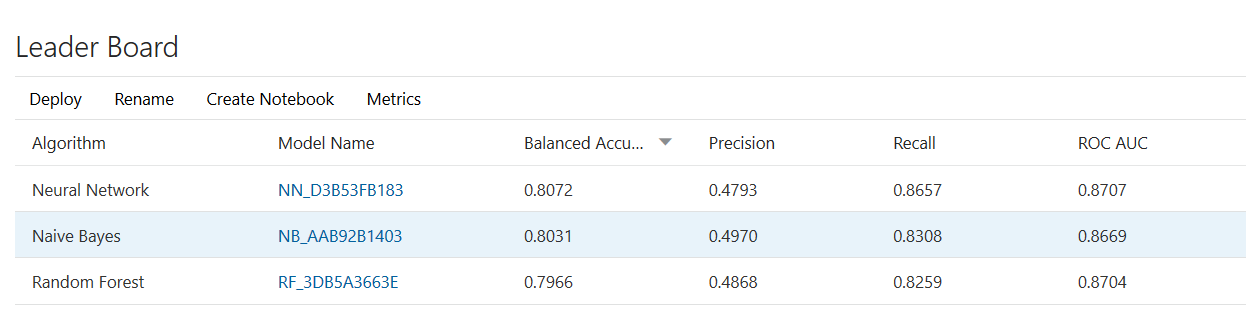 Leader Board
Deploy Rename Create Notebook Metrics
Algorithm Model Name Balanced Accu... Precision Recall ROC AUC
Neural Network NN_D3B53FB183 0.8072 0.4793 0.8657 0.8707
Naive Bayes NB_AAB92B1403 0.8031 0.4970 0.8308 0.8669
Random Forest RF_3DB5A3663E 0.7966 0.4868 0.8259 0.8704